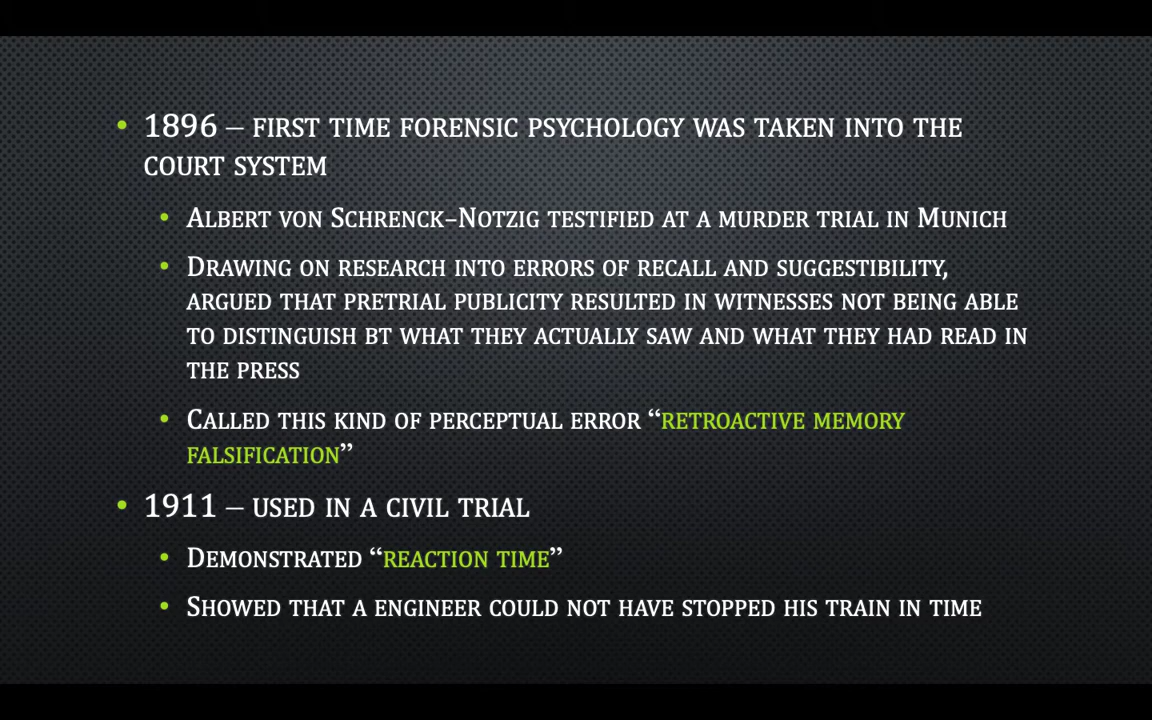 • 1896 – FIRST TIME FORENSIC PSYCHOLOGY WAS TAKEN INTO THE
COURT SYSTEM
• ALBERT VON SCHRENCK–NOTZIG TESTIFIED AT A MURDER TRIAL IN MUNICH
• DRAWING ON RESEARCH INTO ERRORS OF RECALL AND SUGGESTIBILITY,
ARGUED THAT PRETRIAL PUBLICITY RESULTED IN WITNESSES NOT BEING ABLE
TO DISTINGUISH BT WHAT THEY ACTUALLY SAW AND WHAT THEY HAD READ IN
THE PRESS
• CALLED THIS KIND OF PERCEPTUAL ERROR “RETROACTIVE MEMORY
FALSIFICATION”
• 1911 – USED IN A CIVIL TRIAL
• DEMONSTRATED “REACTION TIME”
• SHOWED THAT A ENGINEER COULD NOT HAVE STOPPED HIS TRAIN IN TIME